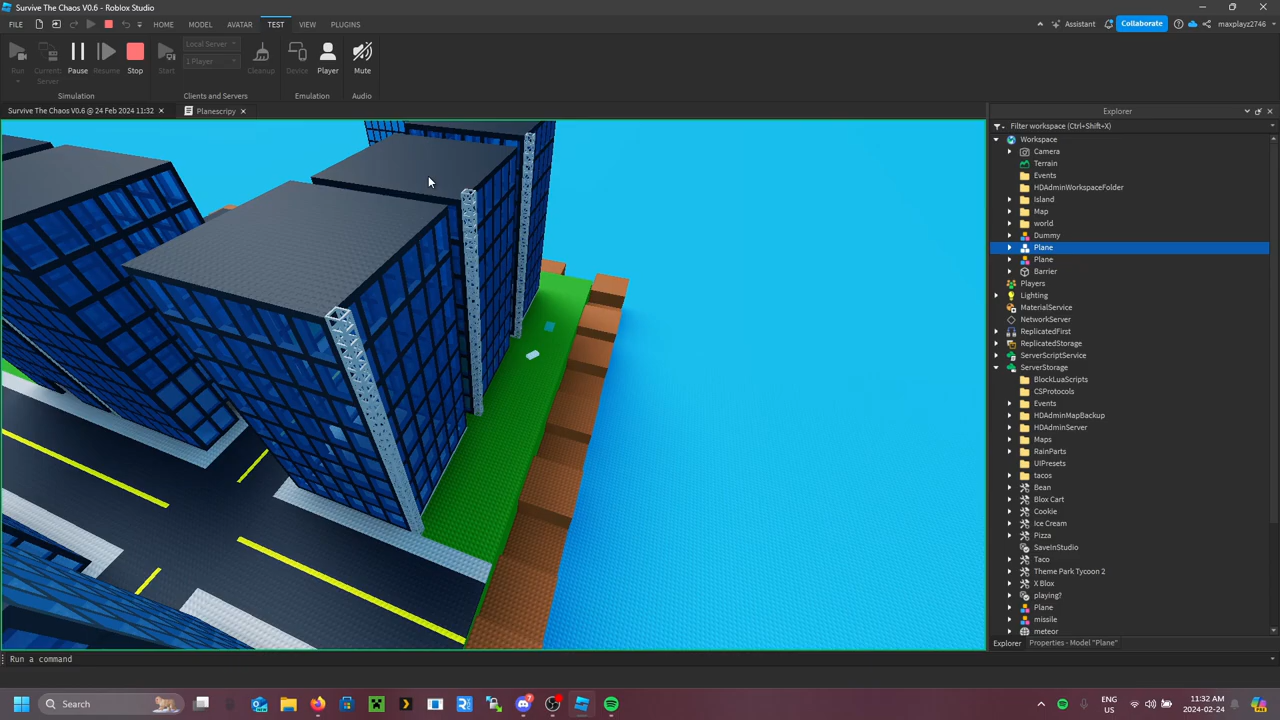 Survive The Chaos V0.6 - Roblox Studio
FILE
HOME
MODEL
AVATAR
TEST
VIEW
PLUGINS
Assistant
Collaborate
maxplayz2746
Run
Current: Server
Pause
Resume
Stop
Start
Local Server
1 Player
Cleanup
Device
Player
Mute
Simulation
Clients and Servers
Emulation
Audio
Survive The Chaos V0.6 @ 24 Feb 2024 11:32
Planescripy
Explorer
Filter workspace (Ctrl+Shift+X)
Workspace
Camera
Terrain
Events
HDAdminWorkspaceFolder
Island
Map
world
Dummy
Plane
Plane
Barrier
Players
Lighting
MaterialService
NetworkServer
ReplicatedFirst
ReplicatedStorage
ServerScriptService
ServerStorage
BlockLuaScripts
CSProtocols
Events
HDAdminMapBackup
HDAdminServer
Maps
RainParts
UIPresets
tacos
Bean
Blox Cart
Cookie
Ice Cream
Pizza
SaveInStudio
Taco
Theme Park Tycoon 2
X Blox
playing?
Plane
missile
meteor
Explorer
Properties - Model "Plane"
Run a command
Search
ENG
US
11:32 AM
2024-02-24